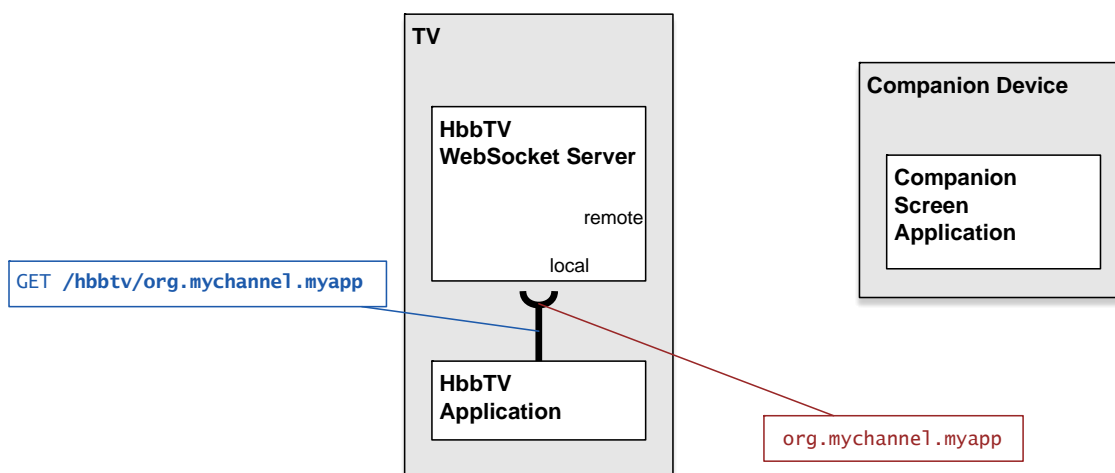 TV
HbbTV
WebSocket Server
remote
local
GET /hbbtv/org.mychannel.myapp
HbbTV
Application
org.mychannel.myapp
Companion Device
Companion
Screen
Application